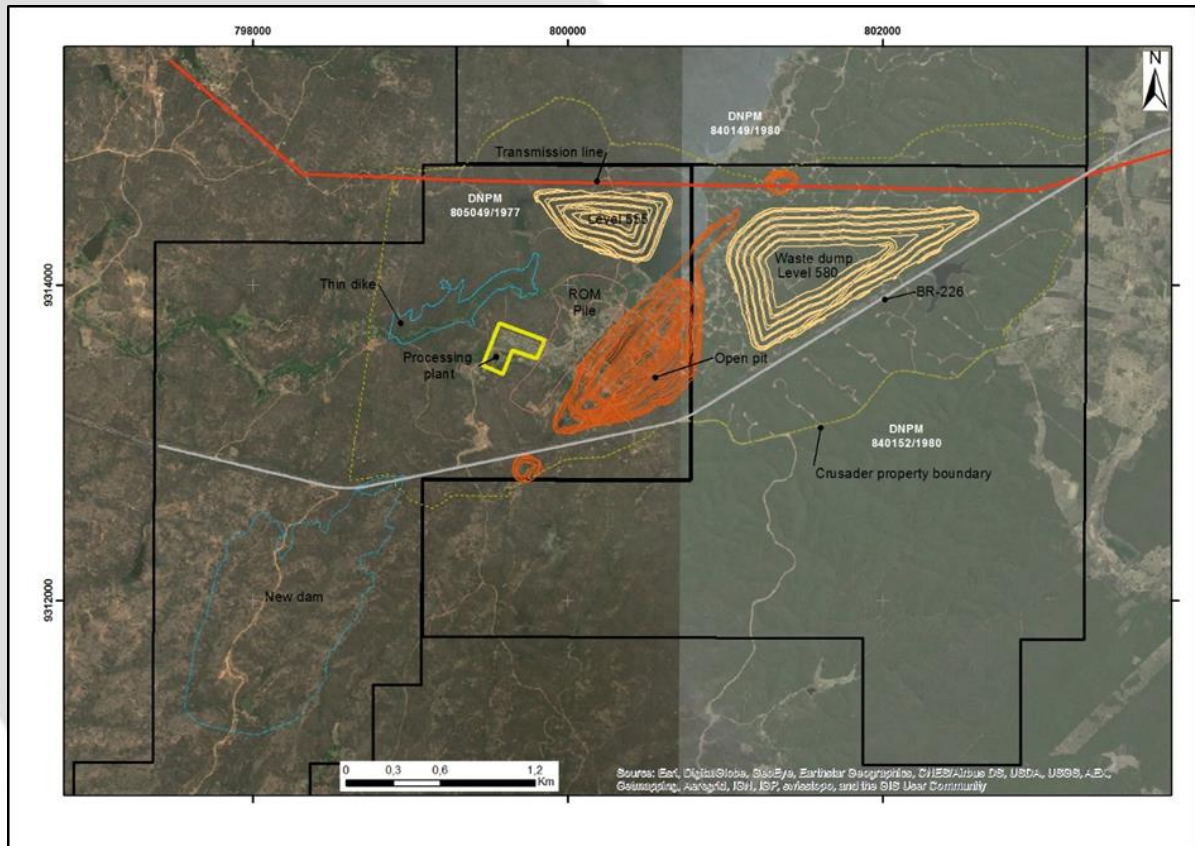 798000
800000
802000
N
DNPM
840149/1980
Transmission line
DNPM
805049/1977
Level 555
Waste dump
Level 580
9314000
Thin dike
ROM
Pile
BR-226
Processing
plant
Open pit
DNPM
840152/1980
Crusader property boundary
New dam
9312000
0
0,3
0,6
1,2
Km
Source: Esri, DigitalGlobe, GeoEye, Earthstar Geographics, CNES/Airbus DS, USDA, USGS, AEX,
Getmapping, Aerogrid, IGN, IGP, swisstopo, and the GIS User Community